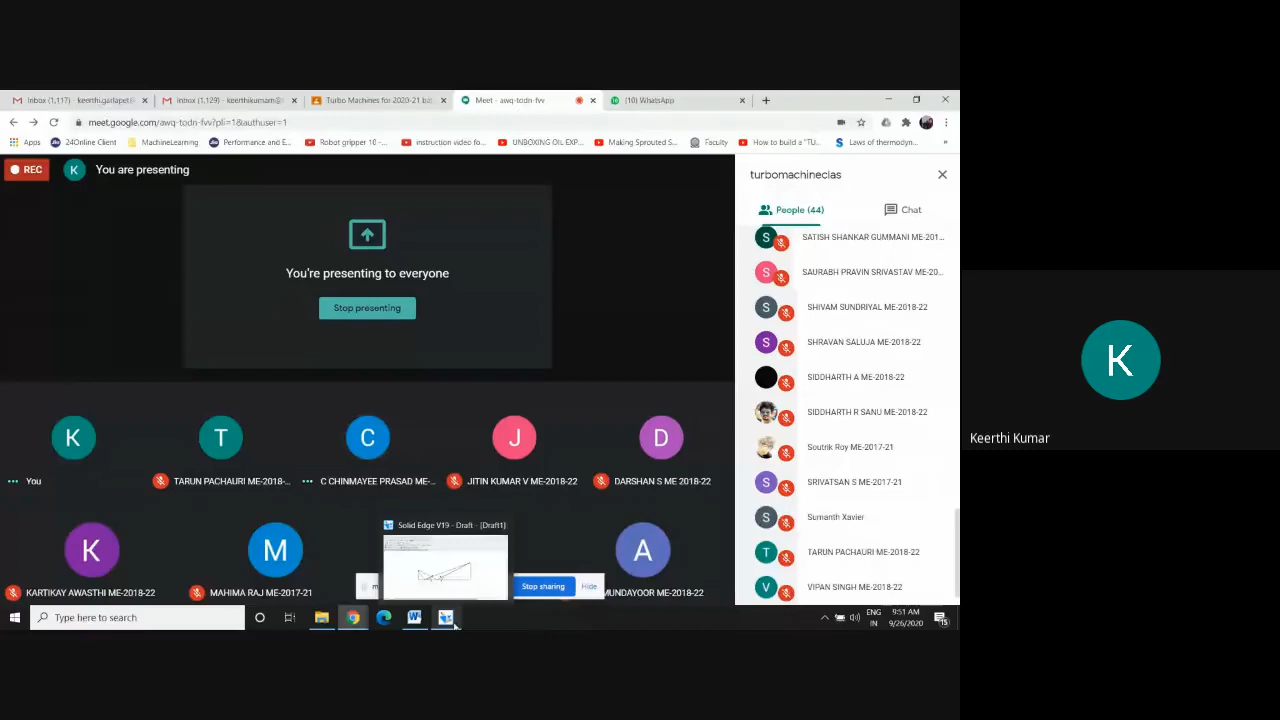 Inbox (1,117) - keerthi.garlapati@
Inbox (1,129) - keerthikumam@
Turbo Machines for 2020-21 ba
Meet - awq-tqdn-fvv
(10) WhatsApp
meet.google.com/awq-tqdn-fvv?pli=1&authuser=1
Apps
24Online Client
MachineLearning
Performance and E...
Robot gripper 10 –...
instruction video fo...
UNBOXING OIL EXP...
Making Sprouted S...
Faculty
How to build a "TU...
Laws of thermodyn...
»
REC
K
You are presenting
turbomachineclas
People (44)
Chat
You're presenting to everyone
Stop presenting
S SATISH SHANKAR GUMMANI ME-201...
S SAURABH PRAVIN SRIVASTAV ME-20...
S SHIVAM SUNDRIYAL ME-2018-22
S SHRAVAN SALUJA ME-2018-22
SIDDHARTH A ME-2018-22
SIDDHARTH R SANU ME-2018-22
Soutrik Roy ME-2017-21
S SRIVATSAN S ME-2017-21
S Sumanth Xavier
T TARUN PACHAURI ME-2018-22
V VIPAN SINGH ME-2018-22
K
T
C
J
D
You
TARUN PACHAURI ME-2018-...
C CHINMAYEE PRASAD ME-...
JITIN KUMAR V ME-2018-22
DARSHAN S ME 2018-22
K
M
A
Solid Edge V19 - Draft - [Draft1]
Stop sharing
Hide
KARTIKAY AWASTHI ME-2018-22
MAHIMA RAJ ME-2017-21
MUNDAYOOR ME-2018-22
Type here to search
ENG
IN
9:51 AM
9/26/2020
15
K
Keerthi Kumar